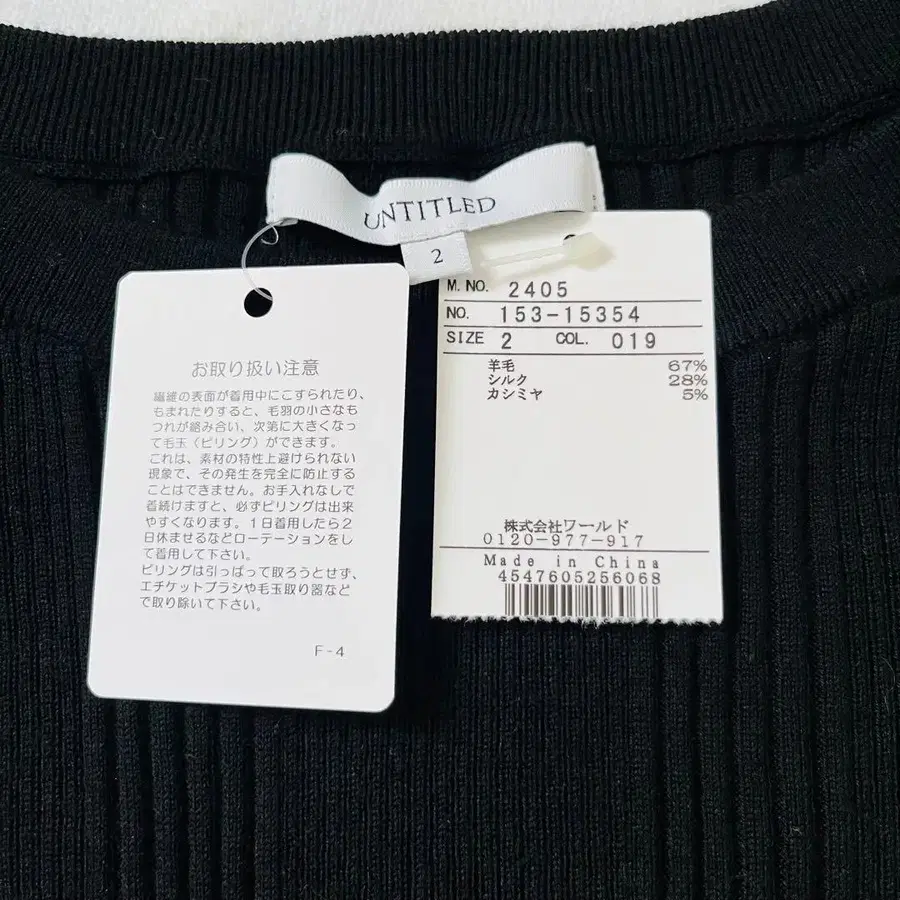 UNTITLED
2
お取り扱い注意
繊維の表面が着用中にこすられたり、
もまれたりすると、毛羽の小さなも
つれが絡み合い、次第に大きくなっ
て毛玉（ピリング）ができます。
これは、素材の特性上避けられない
現象で、その発生を完全に防止する
ことはできません。お手入れなしで
着続けますと、必ずピリングは出来
やすくなります。1日着用したら2
日休ませるなどローテーションをし
て着用して下さい。
ピリングは引っぱって取ろうとせず、
エチケットブラシや毛玉取り器などで
で取り除いて下さい。
F-4
M. NO. 2405
NO. 153-15354
SIZE 2 COL. 019
羊毛 67%
シルク 28%
カシミヤ 5%
株式会社ワールド
0120-977-917
Made in China
4547605256068